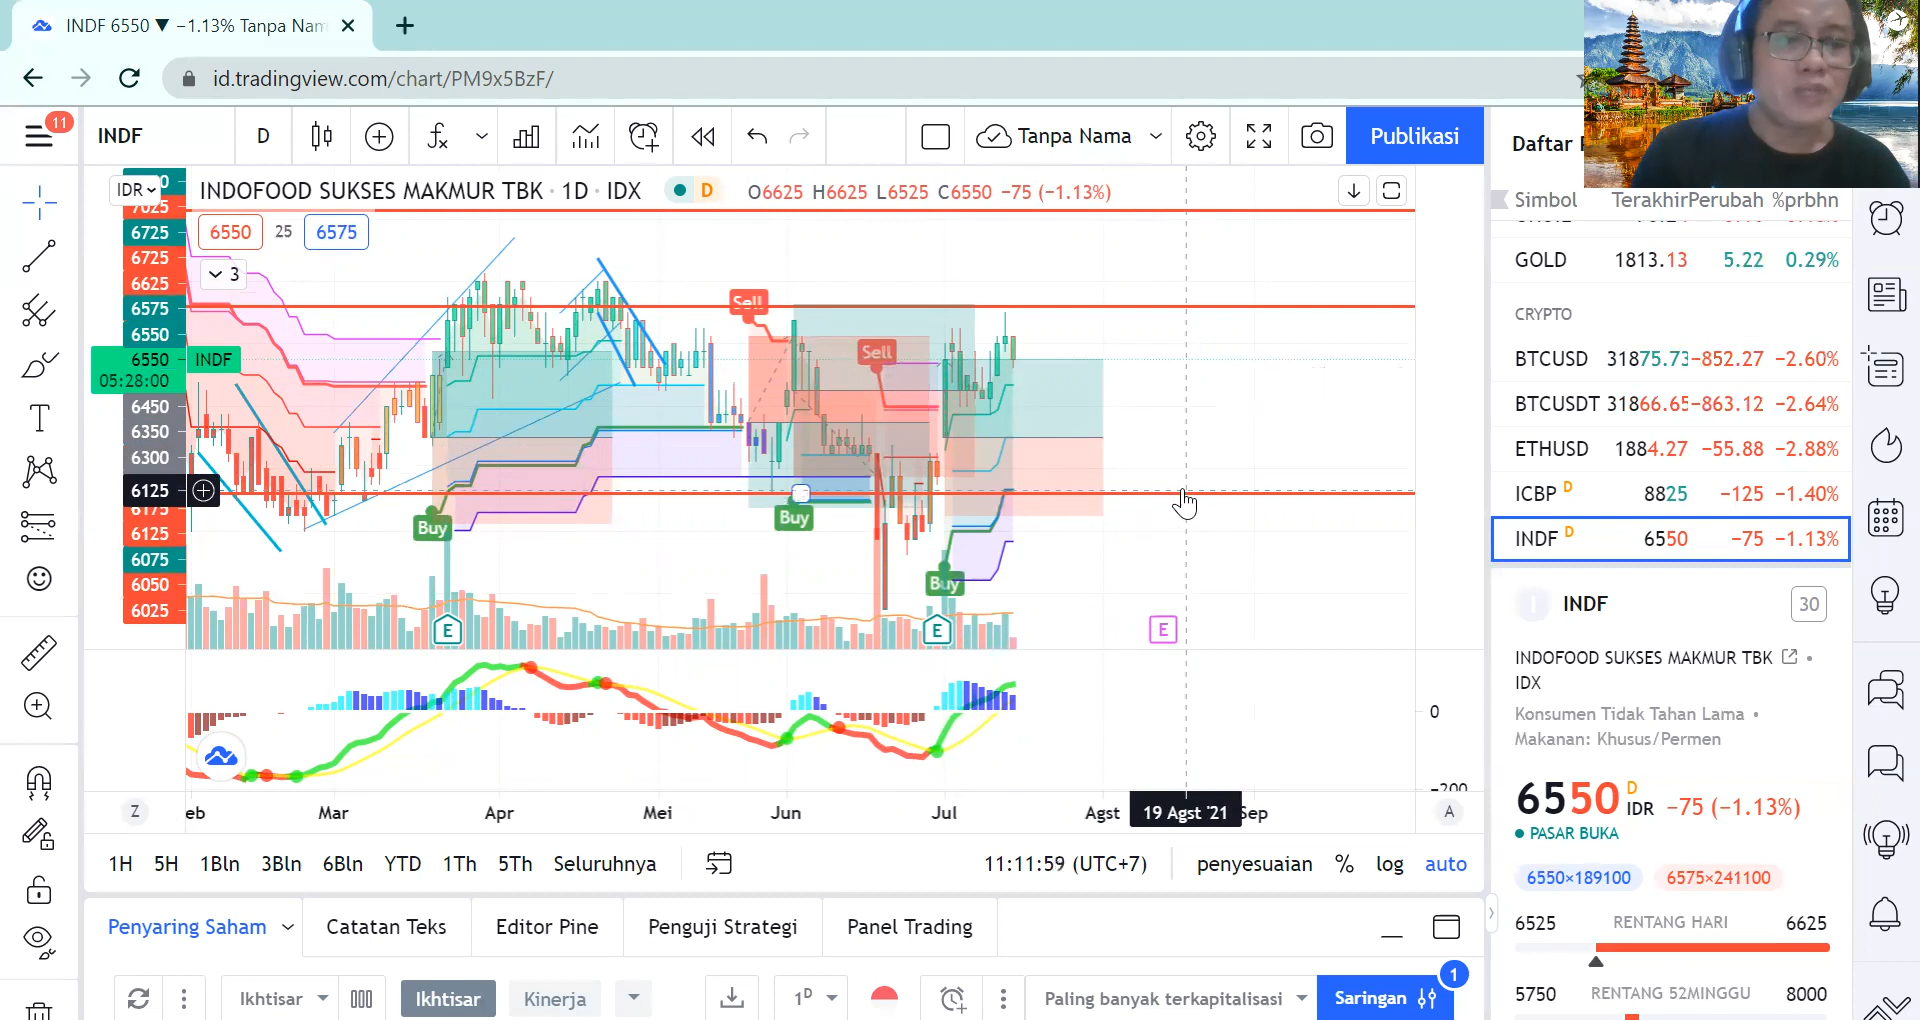 INDF 6550 ▼ −1.13% Tanpa Nam
id.tradingview.com/chart/PM9x5BzF/
11
INDF
D
Tanpa Nama
Publikasi
Daftar
IDR
INDOFOOD SUKSES MAKMUR TBK · 1D · IDX
D
O6625 H6625 L6525 C6550 −75 (−1.13%)
6550
25
6575
3
7025
6725
6725
6625
6575
6550
6550
INDF
05:28:00
6450
6350
6300
6125
6175
6125
6075
6050
6025
Sell
Sell
Buy
Buy
Buy
E
E
E
0
−200
Z
eb
Mar
Apr
Mei
Jun
Jul
Agst
19 Agst '21
Sep
A
1H
5H
1Bln
3Bln
6Bln
YTD
1Th
5Th
Seluruhnya
11:11:59 (UTC+7)
penyesuaian
%
log
auto
Penyaring Saham
Catatan Teks
Editor Pine
Penguji Strategi
Panel Trading
Ikhtisar
Ikhtisar
Kinerja
1D
Paling banyak terkapitalisasi
Saringan
1
Simbol Terakhir Perubah %prbhn
GOLD 1813.13 5.22 0.29%
CRYPTO
BTCUSD 31875.73 −852.27 −2.60%
BTCUSDT 31866.65 −863.12 −2.64%
ETHUSD 1884.27 −55.88 −2.88%
ICBP D 8825 −125 −1.40%
INDF D 6550 −75 −1.13%
INDF
30
INDOFOOD SUKSES MAKMUR TBK •
IDX
Konsumen Tidak Tahan Lama •
Makanan: Khusus/Permen
6550 D IDR −75 (−1.13%)
PASAR BUKA
6550×189100
6575×241100
6525 RENTANG HARI 6625
5750 RENTANG 52MINGGU 8000